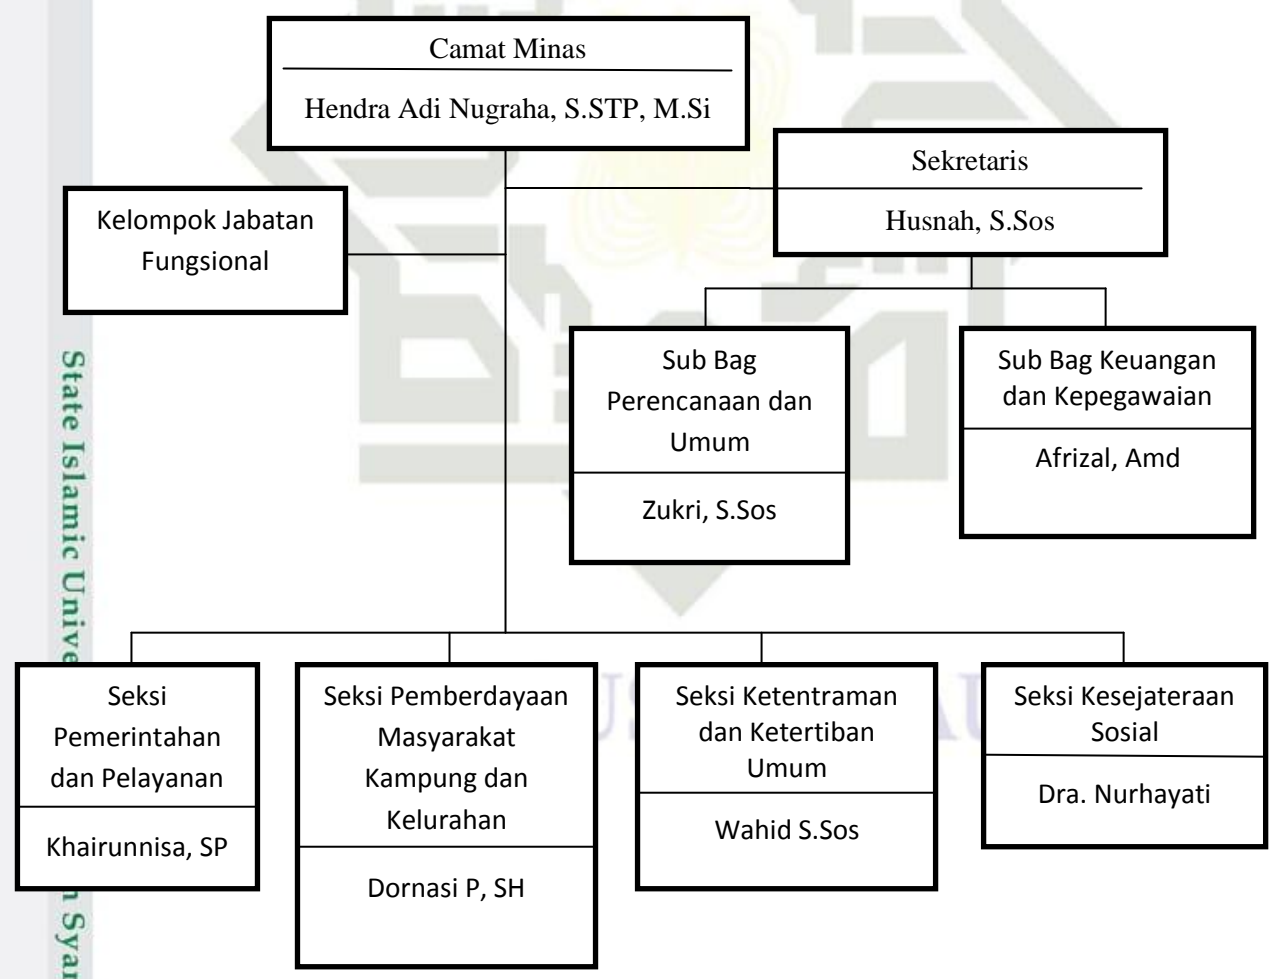 Camat Minas
Hendra Adi Nugraha, S.STP, M.Si
Sekretaris
Husnah, S.Sos
Kelompok Jabatan
Fungsional
Sub Bag
Perencanaan dan
Umum
Zukri, S.Sos
Sub Bag Keuangan
dan Kepegawaian
Afrizal, Amd
Seksi
Pemerintahan
dan Pelayanan
Khairunnisa, SP
Seksi Pemberdayaan
Masyarakat
Kampung dan
Kelurahan
Dornasi P, SH
Seksi Ketentraman
dan Ketertiban
Umum
Wahid S.Sos
Seksi Kesejateraan
Sosial
Dra. Nurhayati
State Islamic